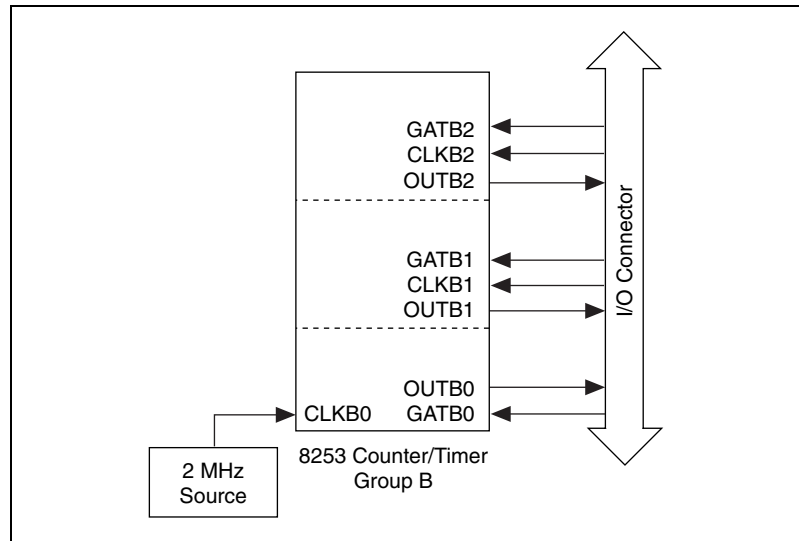 GATB2
CLKB2
OUTB2
GATB1
CLKB1
OUTB1
OUTB0
CLKB0 GATB0
I/O Connector
2 MHz
Source
8253 Counter/Timer
Group B